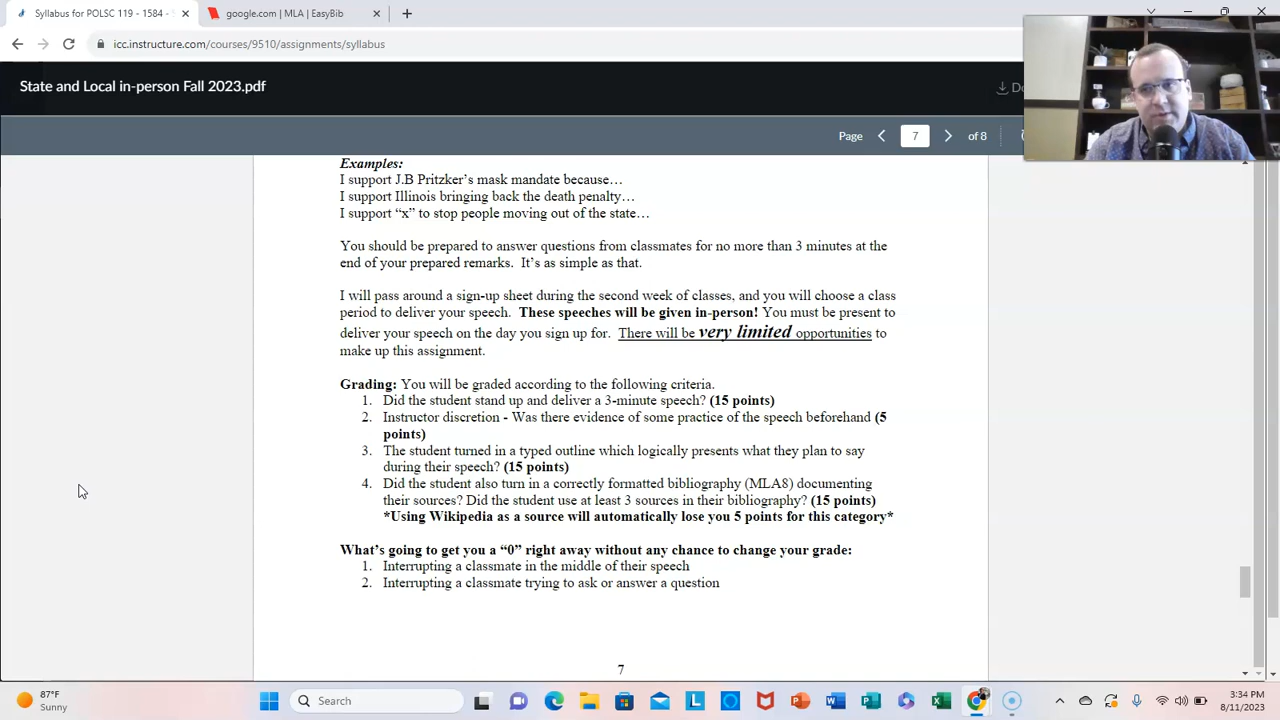 Syllabus for POLSC 119 - 1584 -
google.com | MLA | EasyBib
icc.instructure.com/courses/9510/assignments/syllabus
State and Local in-person Fall 2023.pdf
Page 7 of 8
Examples:
I support J.B Pritzker’s mask mandate because…
I support Illinois bringing back the death penalty…
I support “x” to stop people moving out of the state…
You should be prepared to answer questions from classmates for no more than 3 minutes at the
end of your prepared remarks. It’s as simple as that.
I will pass around a sign-up sheet during the second week of classes, and you will choose a class
period to deliver your speech. These speeches will be given in-person! You must be present to
deliver your speech on the day you sign up for. There will be very limited opportunities to
make up this assignment.
Grading: You will be graded according to the following criteria.
1. Did the student stand up and deliver a 3-minute speech? (15 points)
2. Instructor discretion - Was there evidence of some practice of the speech beforehand (5
points)
3. The student turned in a typed outline which logically presents what they plan to say
during their speech? (15 points)
4. Did the student also turn in a correctly formatted bibliography (MLA8) documenting
their sources? Did the student use at least 3 sources in their bibliography? (15 points)
*Using Wikipedia as a source will automatically lose you 5 points for this category*
What’s going to get you a “0” right away without any chance to change your grade:
1. Interrupting a classmate in the middle of their speech
2. Interrupting a classmate trying to ask or answer a question
7
87°F
Sunny
Search
3:34 PM
8/11/2023